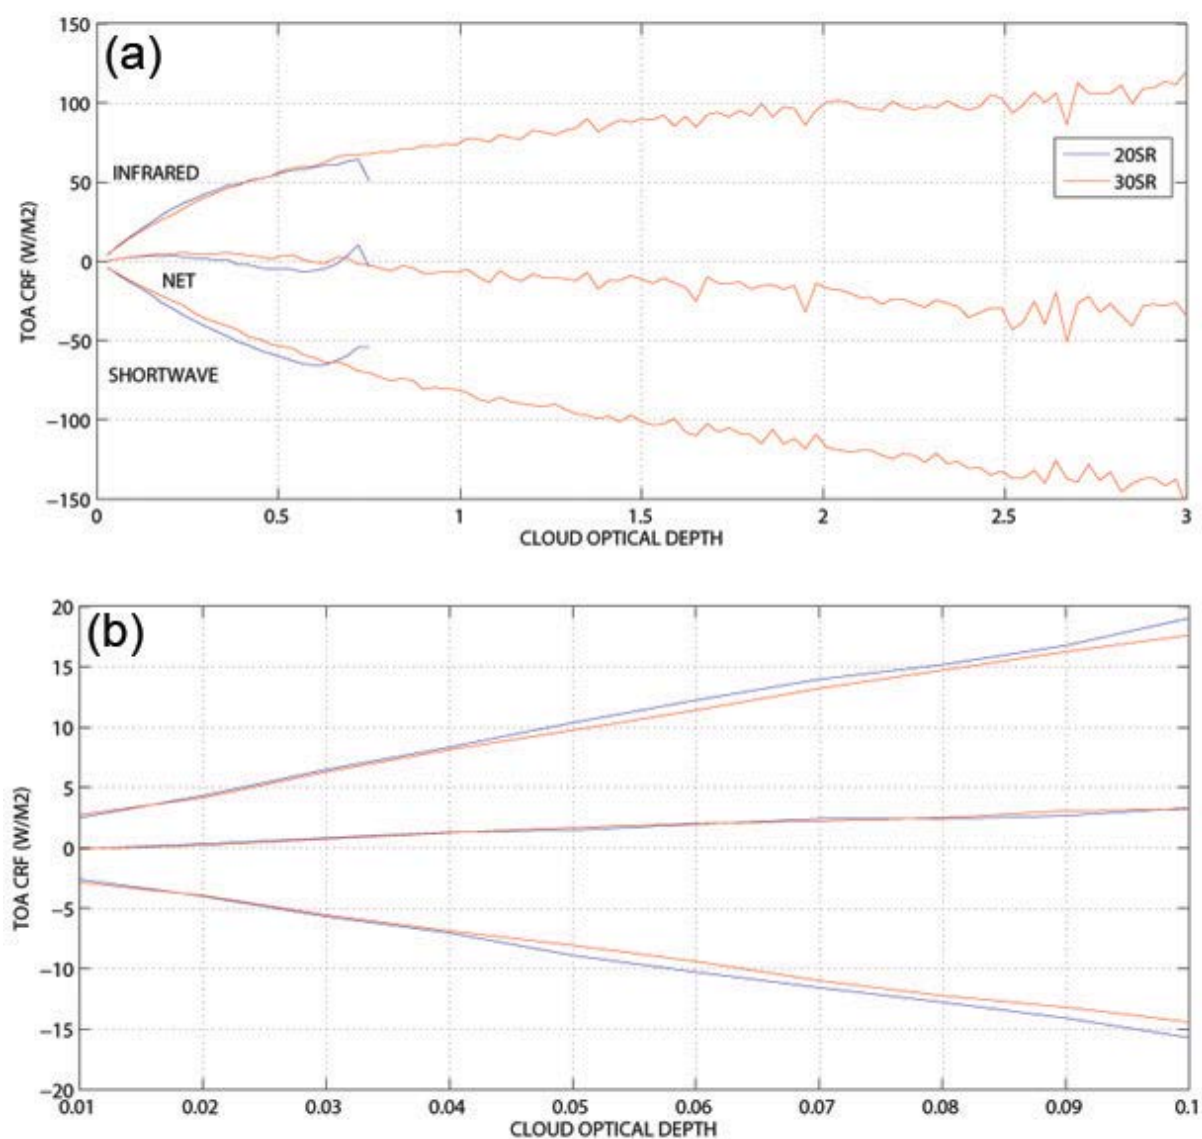 (a)
150
100
50
0
−50
−100
−150
TOA CRF (W/M2)
INFRARED
NET
SHORTWAVE
20SR
30SR
0 0.5 1 1.5 2 2.5 3
CLOUD OPTICAL DEPTH
(b)
20
15
10
5
0
−5
−10
−15
−20
TOA CRF (W/M2)
0.01 0.02 0.03 0.04 0.05 0.06 0.07 0.08 0.09 0.1
CLOUD OPTICAL DEPTH